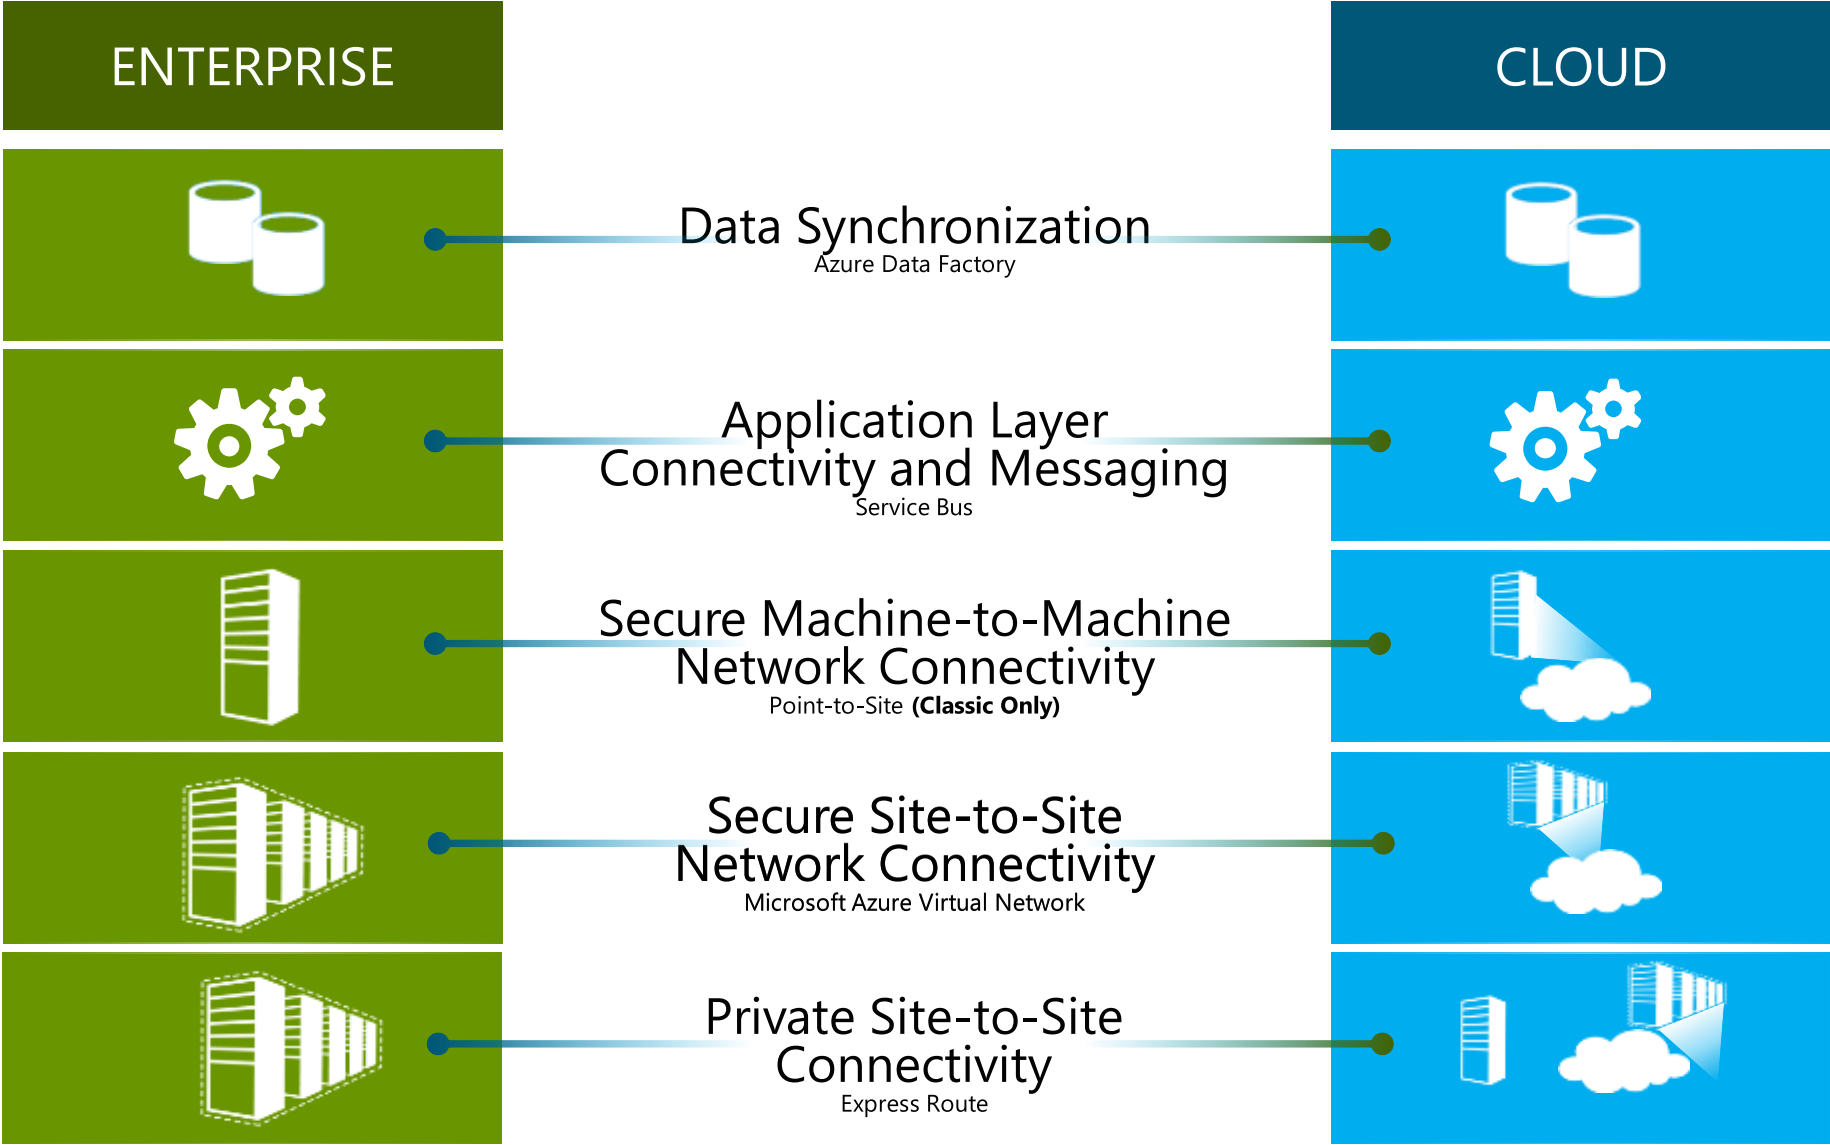 ENTERPRISE
CLOUD
Data Synchronization
Azure Data Factory
Application Layer
Connectivity and Messaging
Service Bus
Secure Machine-to-Machine
Network Connectivity
Point-to-Site (Classic Only)
Secure Site-to-Site
Network Connectivity
Microsoft Azure Virtual Network
Private Site-to-Site
Connectivity
Express Route